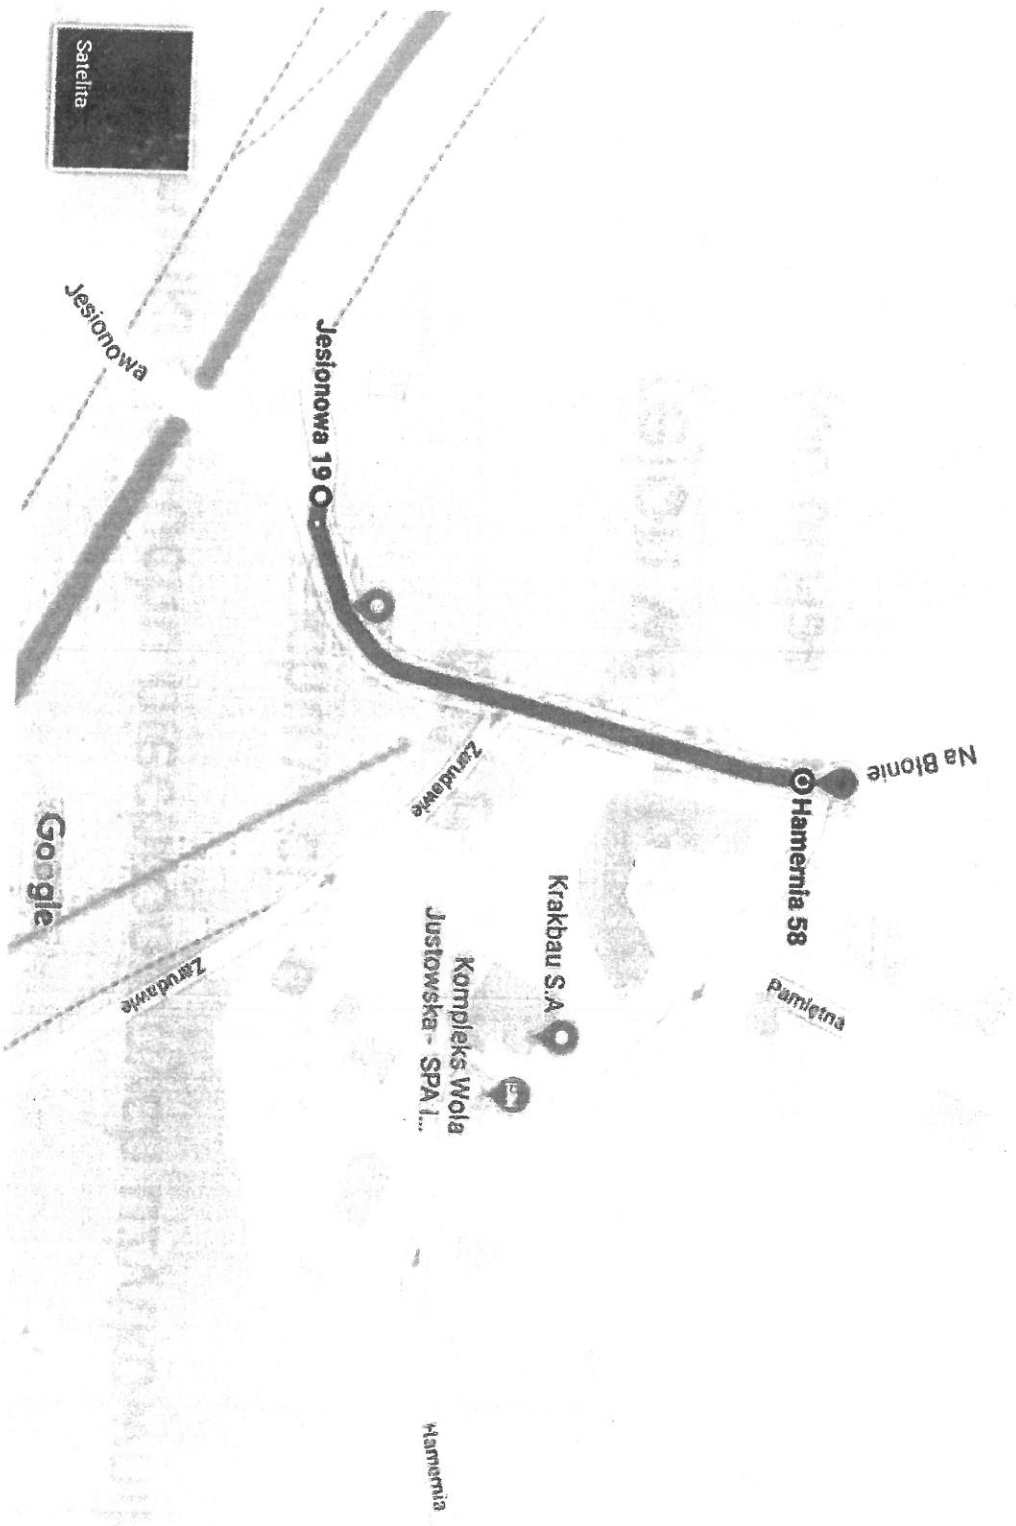 Na Błonie
Hamernia 58
Pamiętna
Krakbau S.A
Kompleks Wola
Justowska - SPA i...
Hamernia
Zarudawie
Jesionowa 19
Zarudawie
Jesionowa
Satelita
Google